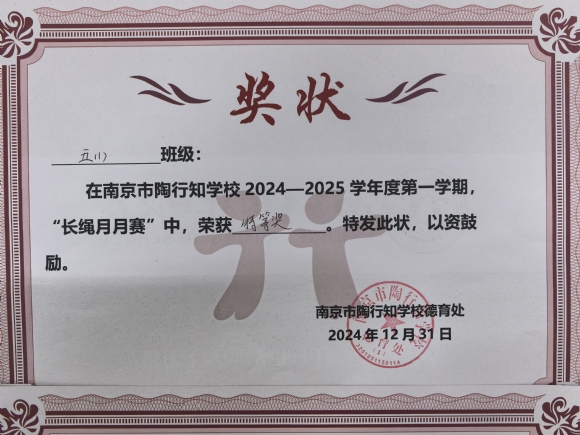 奖状
五(1)班级：
在南京市陶行知学校 2024—2025 学年度第一学期，
“长绳月月赛”中，荣获特等奖。特发此状，以资鼓
励。
南京市陶行知学校德育处
2024 年 12 月 31 日